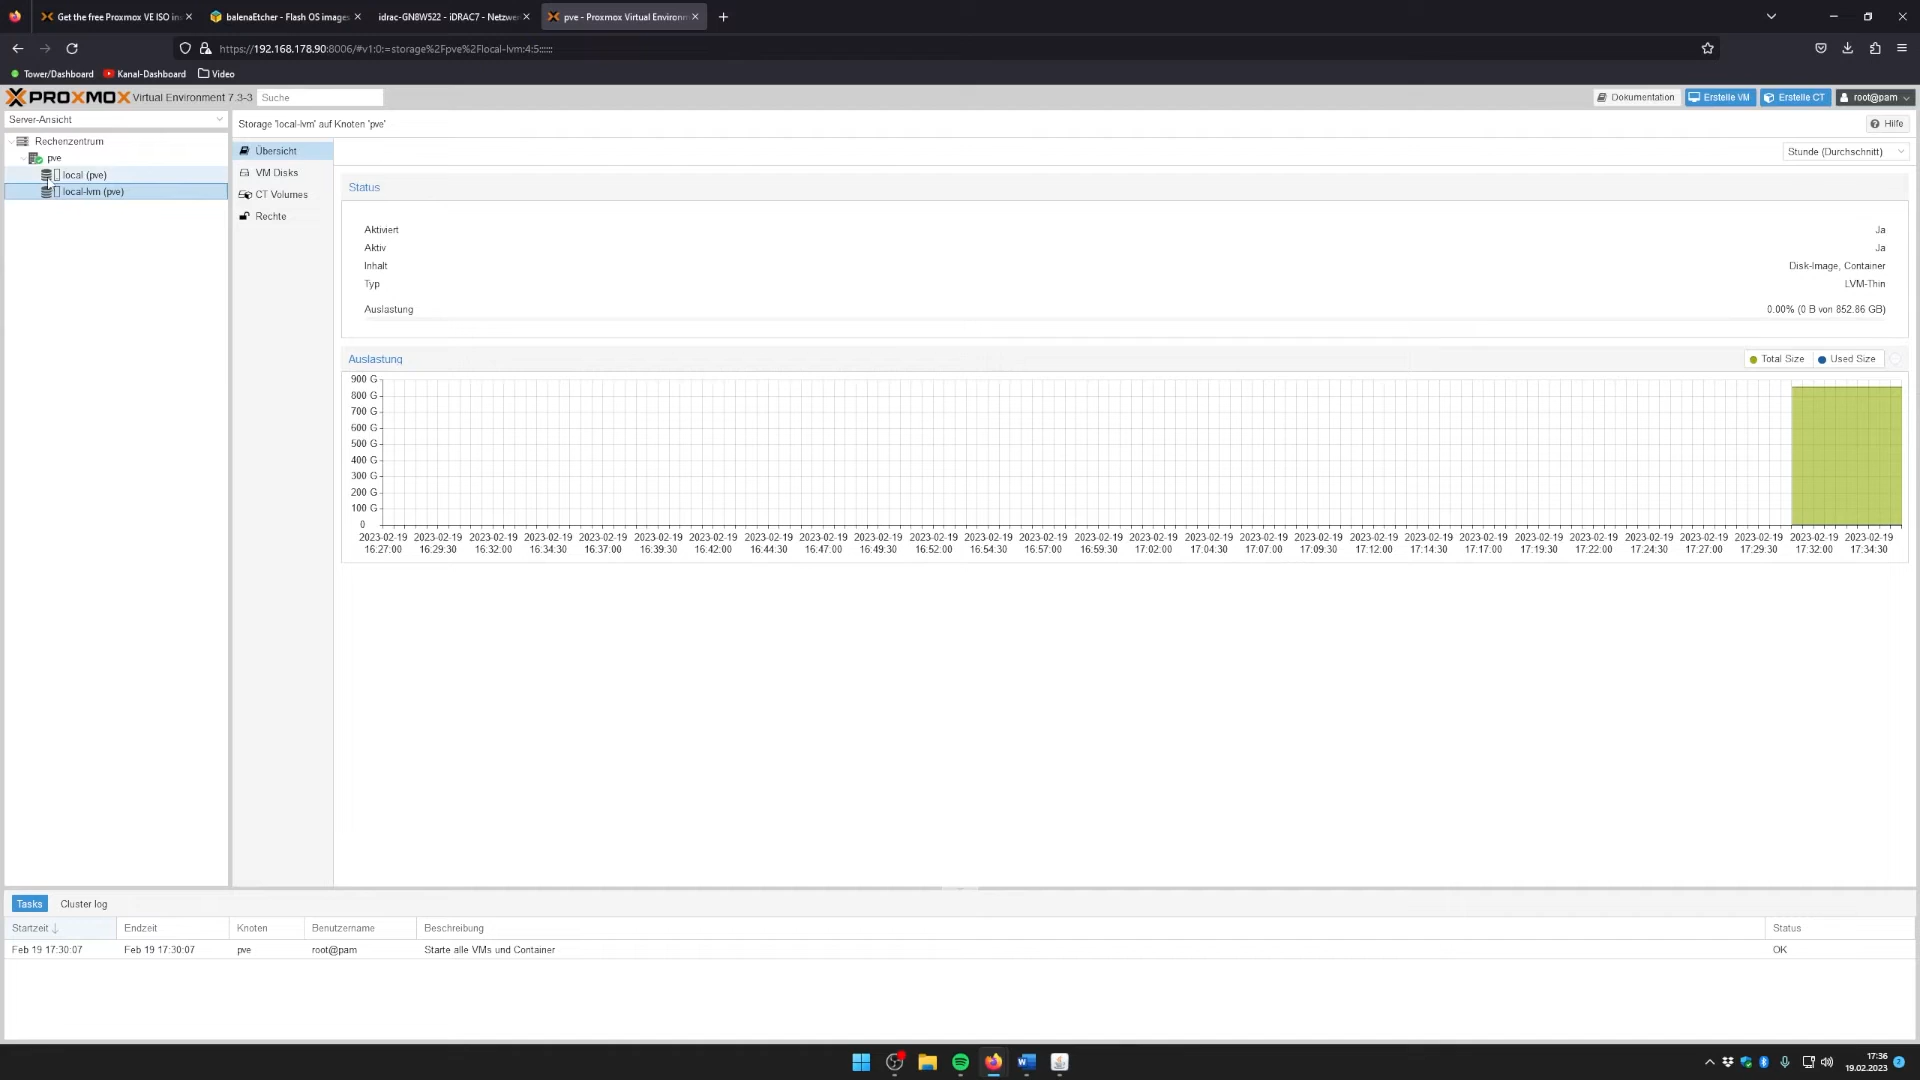 Get the free Proxmox VE ISO in
balenaEtcher - Flash OS images
idrac-GN8W522 - iDRAC7 - Netzwer
pve - Proxmox Virtual Environm
https://192.168.178.90:8006/#v1:0:=storage%2Fpve%2Flocal-lvm:4:5::::::
Tower/Dashboard
Kanal-Dashboard
Video
PROXMOX Virtual Environment 7.3-3
Suche
Dokumentation
Erstelle VM
Erstelle CT
root@pam
Server-Ansicht
Storage 'local-lvm' auf Knoten 'pve'
Hilfe
Rechenzentrum
pve
local (pve)
local-lvm (pve)
Übersicht
VM Disks
CT Volumes
Rechte
Stunde (Durchschnitt)
Status
Aktiviert Ja
Aktiv Ja
Inhalt Disk-Image, Container
Typ LVM-Thin
Auslastung 0.00% (0 B von 852.86 GB)
Auslastung
Total Size
Used Size
900 G
800 G
700 G
600 G
500 G
400 G
300 G
200 G
100 G
0
2023-02-19 2023-02-19 2023-02-19 2023-02-19 2023-02-19 2023-02-19 2023-02-19 2023-02-19 2023-02-19 2023-02-19 2023-02-19 2023-02-19 2023-02-19 2023-02-19 2023-02-19 2023-02-19 2023-02-19 2023-02-19 2023-02-19 2023-02-19 2023-02-19 2023-02-19 2023-02-19 2023-02-19 2023-02-19 2023-02-19 2023-02-19 2023-02-19
16:27:00 16:29:30 16:32:00 16:34:30 16:37:00 16:39:30 16:42:00 16:44:30 16:47:00 16:49:30 16:52:00 16:54:30 16:57:00 16:59:30 17:02:00 17:04:30 17:07:00 17:09:30 17:12:00 17:14:30 17:17:00 17:19:30 17:22:00 17:24:30 17:27:00 17:29:30 17:32:00 17:34:30
Tasks
Cluster log
Startzeit Endzeit Knoten Benutzername Beschreibung Status
Feb 19 17:30:07 Feb 19 17:30:07 pve root@pam Starte alle VMs und Container OK
17:36
19.02.2023
2